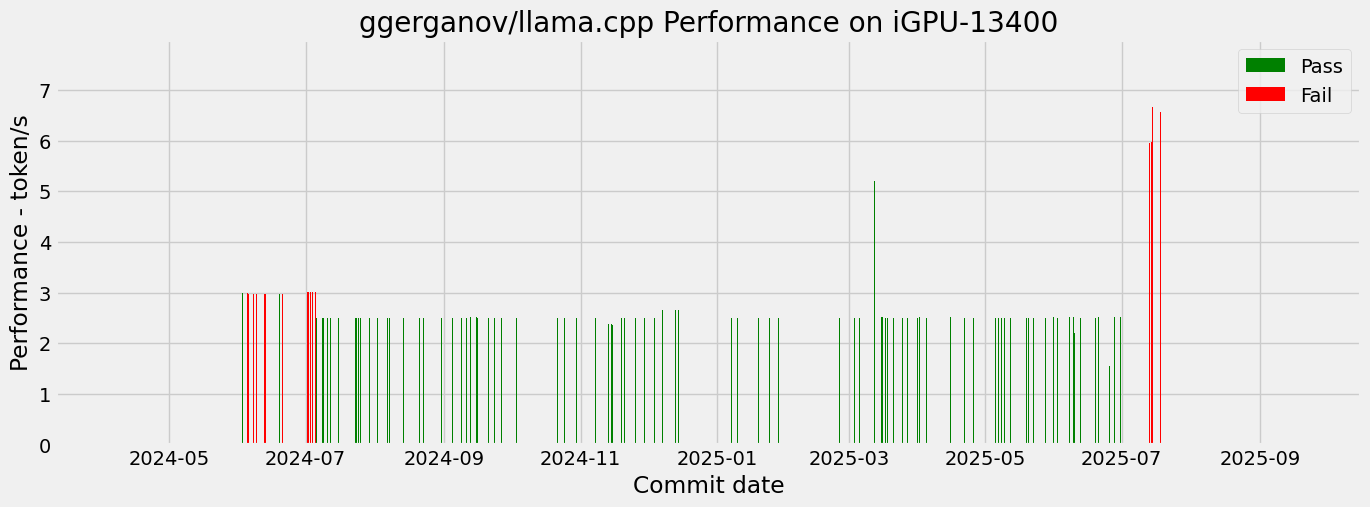 ggerganov/llama.cpp Performance on iGPU-13400
Pass
Fail
Performance - token/s
7
6
5
4
3
2
1
0
2024-05 2024-07 2024-09 2024-11 2025-01 2025-03 2025-05 2025-07 2025-09
Commit date